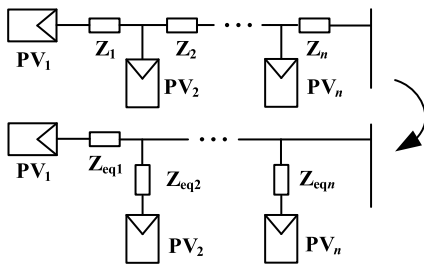 Z₁ Z₂ ··· Zₙ
PV₁ PV₂ PVₙ
Zeq1 ···
PV₁ Zeq2 Zeqn
PV₂ PVₙ